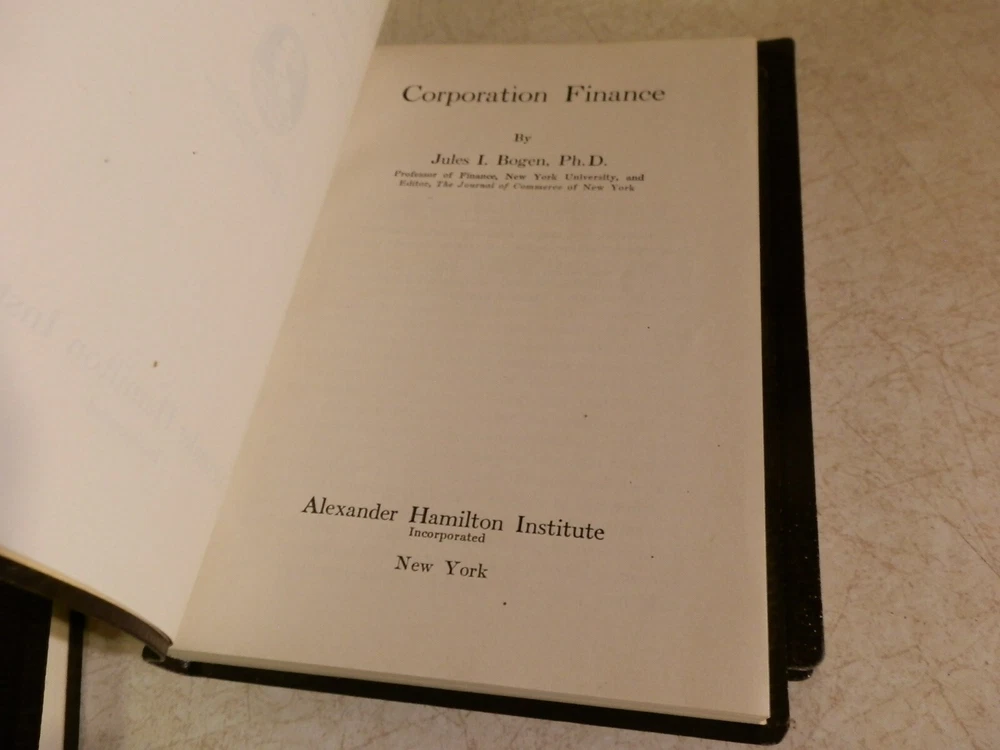 Corporation Finance
By
Jules I. Bogen, Ph.D.
Professor of Finance, New York University, and
Editor, The Journal of Commerce of New York
Alexander Hamilton Institute
Incorporated
New York